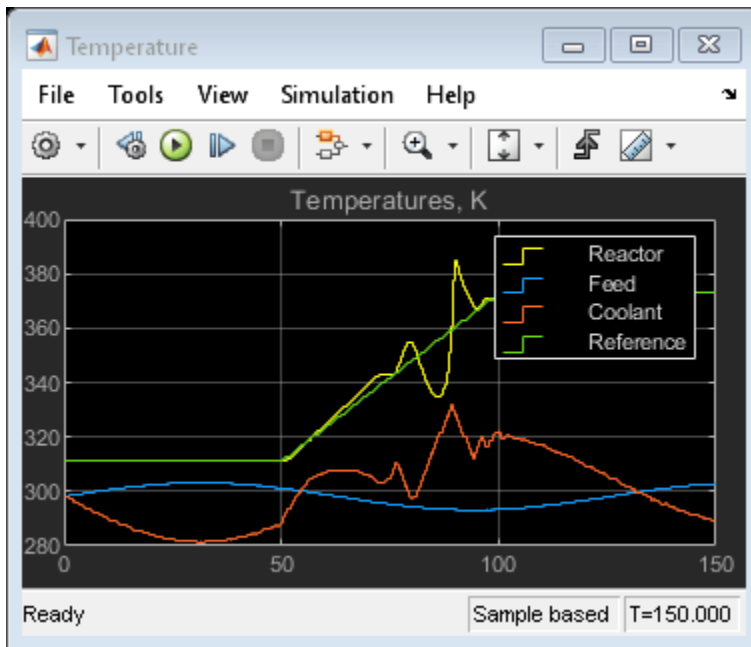 Temperature
File Tools View Simulation Help
Temperatures, K
400
380
360
340
320
300
280
0 50 100 150
Reactor
Feed
Coolant
Reference
Ready Sample based T=150.000